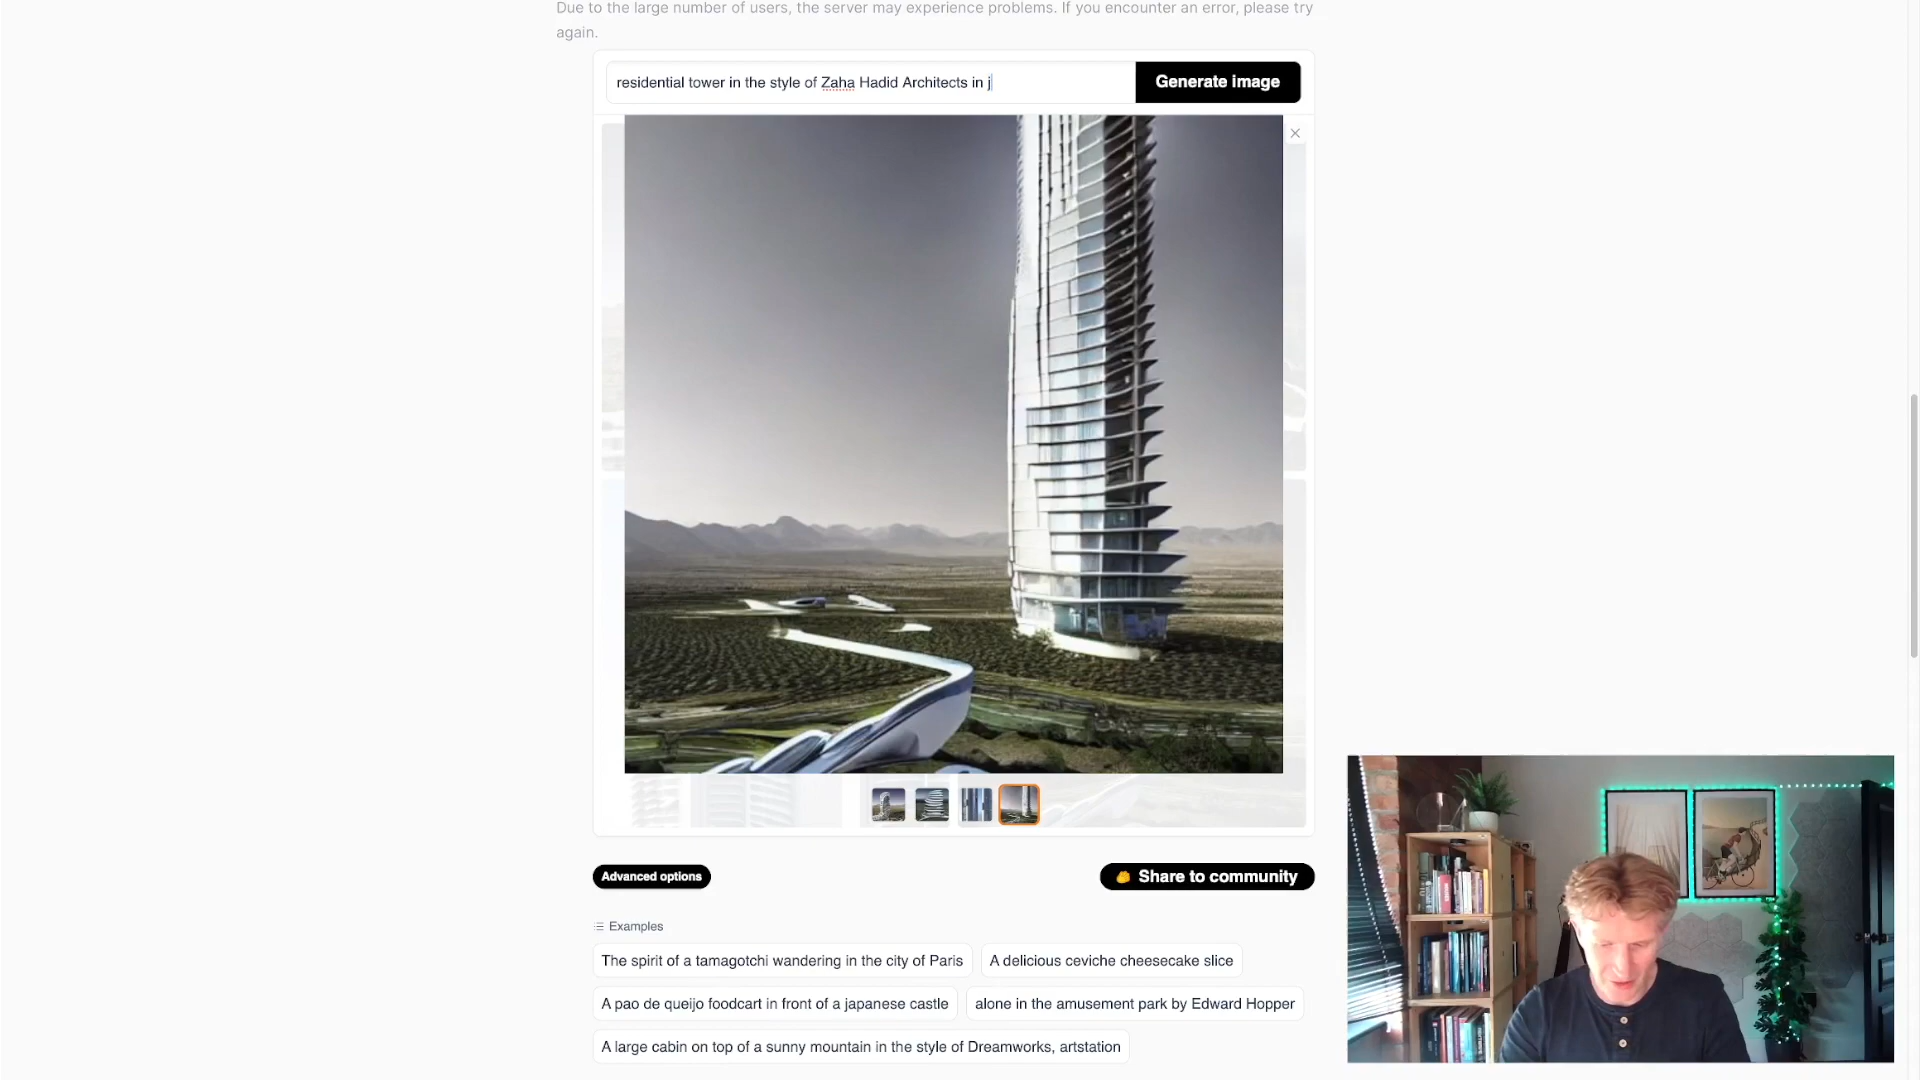 Due to the large number of users, the server may experience problems. If you encounter an error, please try
again.
residential tower in the style of Zaha Hadid Architects in j
Generate image
Advanced options
Share to community
Examples
The spirit of a tamagotchi wandering in the city of Paris
A delicious ceviche cheesecake slice
A pao de queijo foodcart in front of a japanese castle
alone in the amusement park by Edward Hopper
A large cabin on top of a sunny mountain in the style of Dreamworks, artstation